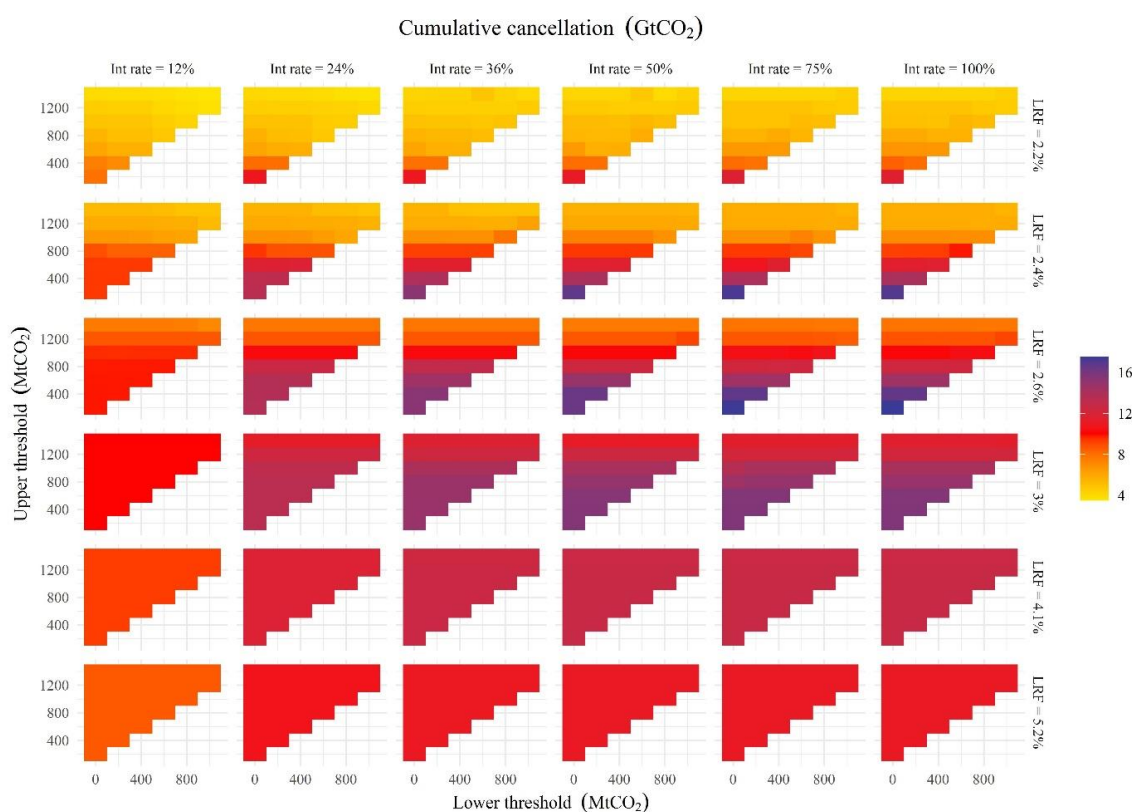 Cumulative cancellation (GtCO₂)
Int rate = 12%
Int rate = 24%
Int rate = 36%
Int rate = 50%
Int rate = 75%
Int rate = 100%
1200
800
400
LRF = 2.2%
1200
800
400
LRF = 2.4%
1200
800
400
LRF = 2.6%
1200
800
400
LRF = 3%
1200
800
400
LRF = 4.1%
1200
800
400
LRF = 5.2%
Upper threshold (MtCO₂)
16
12
8
4
0 400 800 0 400 800 0 400 800 0 400 800 0 400 800 0 400 800
Lower threshold (MtCO₂)